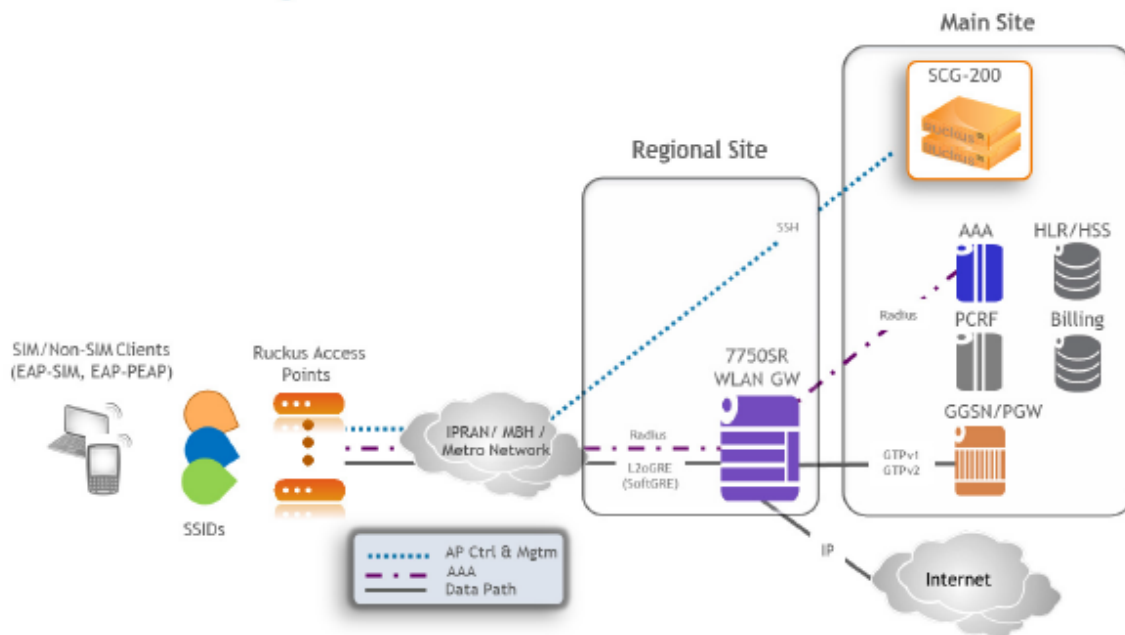 Main Site
SCG-200
Ruckus
Ruckus
Regional Site
SSH
AAA
HLR/HSS
Radius
PCRF
Billing
SIM/Non-SIM Clients
(EAP-SIM, EAP-PEAP)
Ruckus Access
Points
7750SR
WLAN GW
GGSN/PGW
IPRAN/ MBH /
Metro Network
Radius
L2oGRE
(SoftGRE)
GTPv1
GTPv2
SSIDs
AP Ctrl & Mgtm
AAA
Data Path
IP
Internet